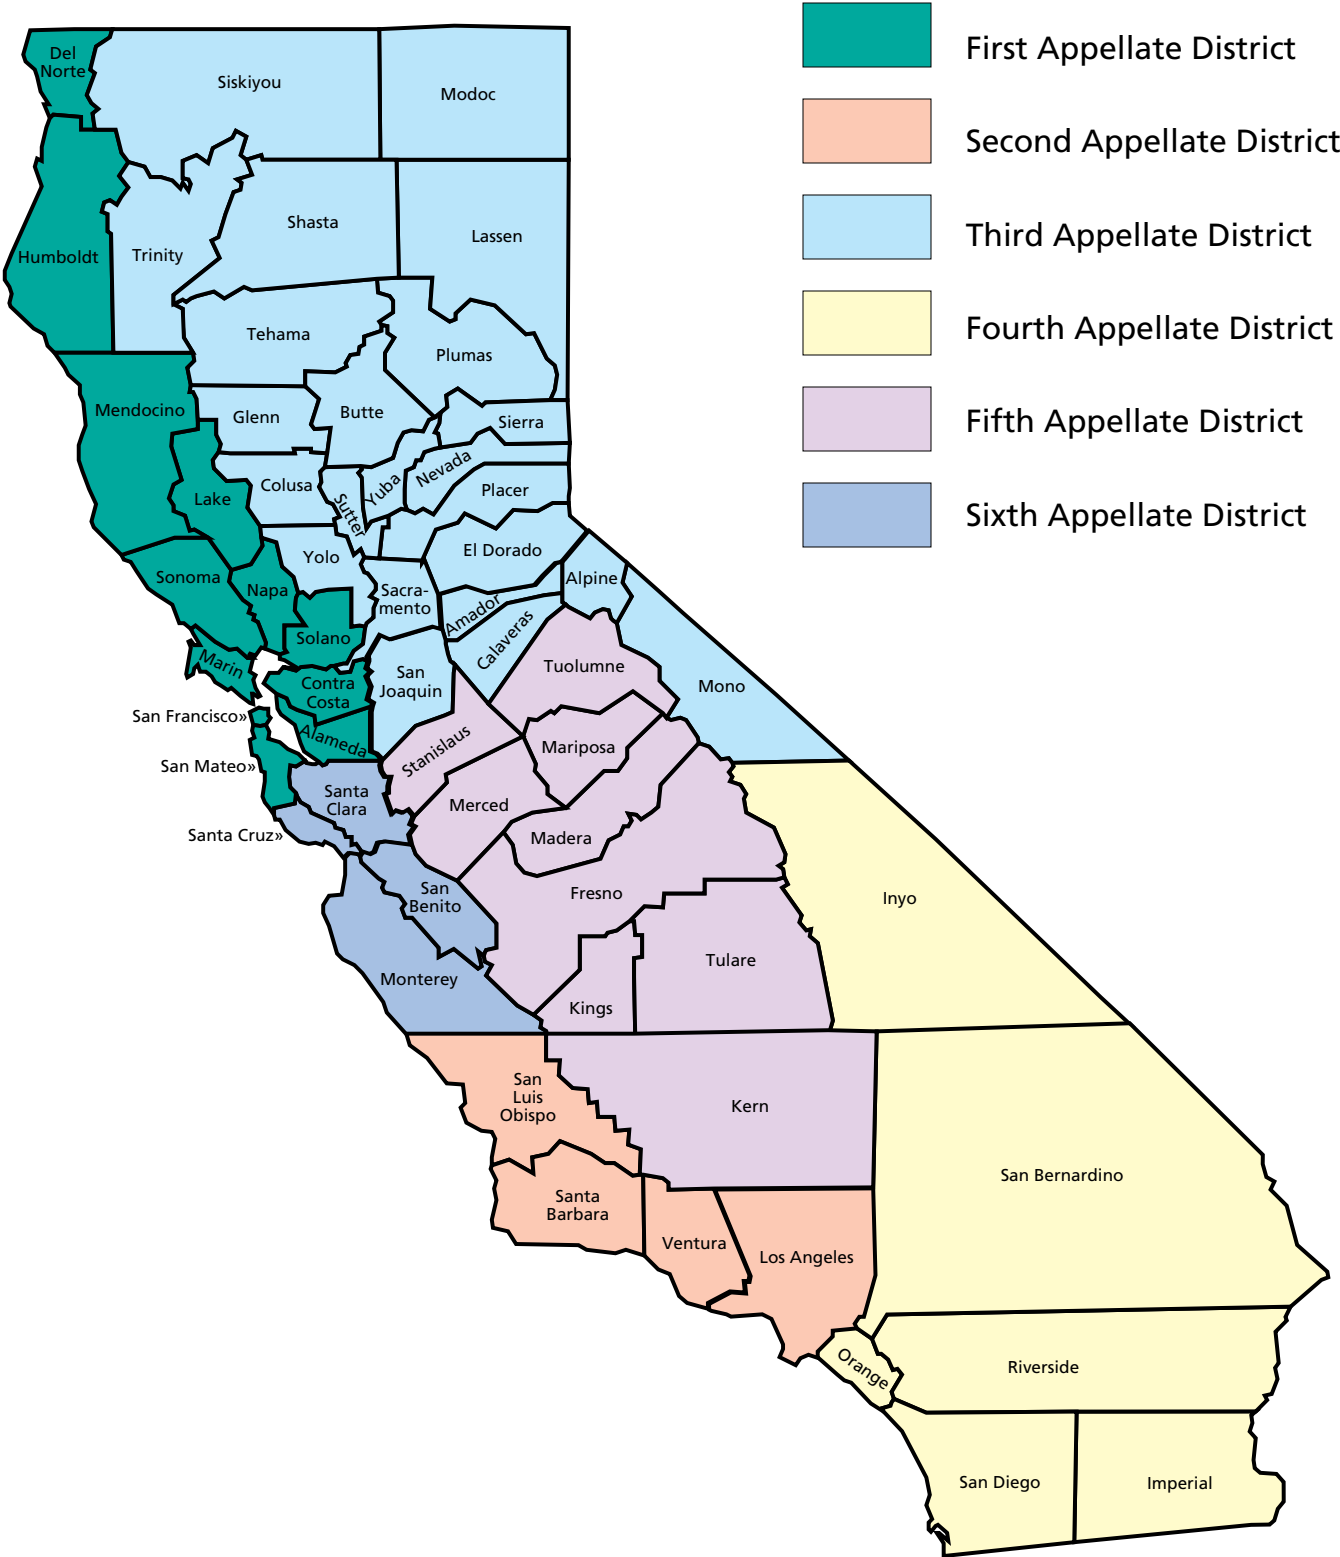 First Appellate District
Second Appellate District
Third Appellate District
Fourth Appellate District
Fifth Appellate District
Sixth Appellate District
Del
Norte
Siskiyou
Modoc
Humboldt
Trinity
Shasta
Lassen
Tehama
Plumas
Mendocino
Glenn
Butte
Sierra
Lake
Colusa
Sutter
Yuba
Nevada
Placer
Sonoma
Napa
Yolo
El Dorado
Alpine
Sacra-
mento
Amador
Calaveras
Solano
Marin
Contra
Costa
San
Joaquin
Tuolumne
Mono
San Francisco»
Alameda
Stanislaus
Mariposa
San Mateo»
Santa
Clara
Merced
Santa Cruz»
Madera
San
Benito
Fresno
Inyo
Monterey
Kings
Tulare
San
Luis
Obispo
Kern
San Bernardino
Santa
Barbara
Ventura
Los Angeles
Orange
Riverside
San Diego
Imperial